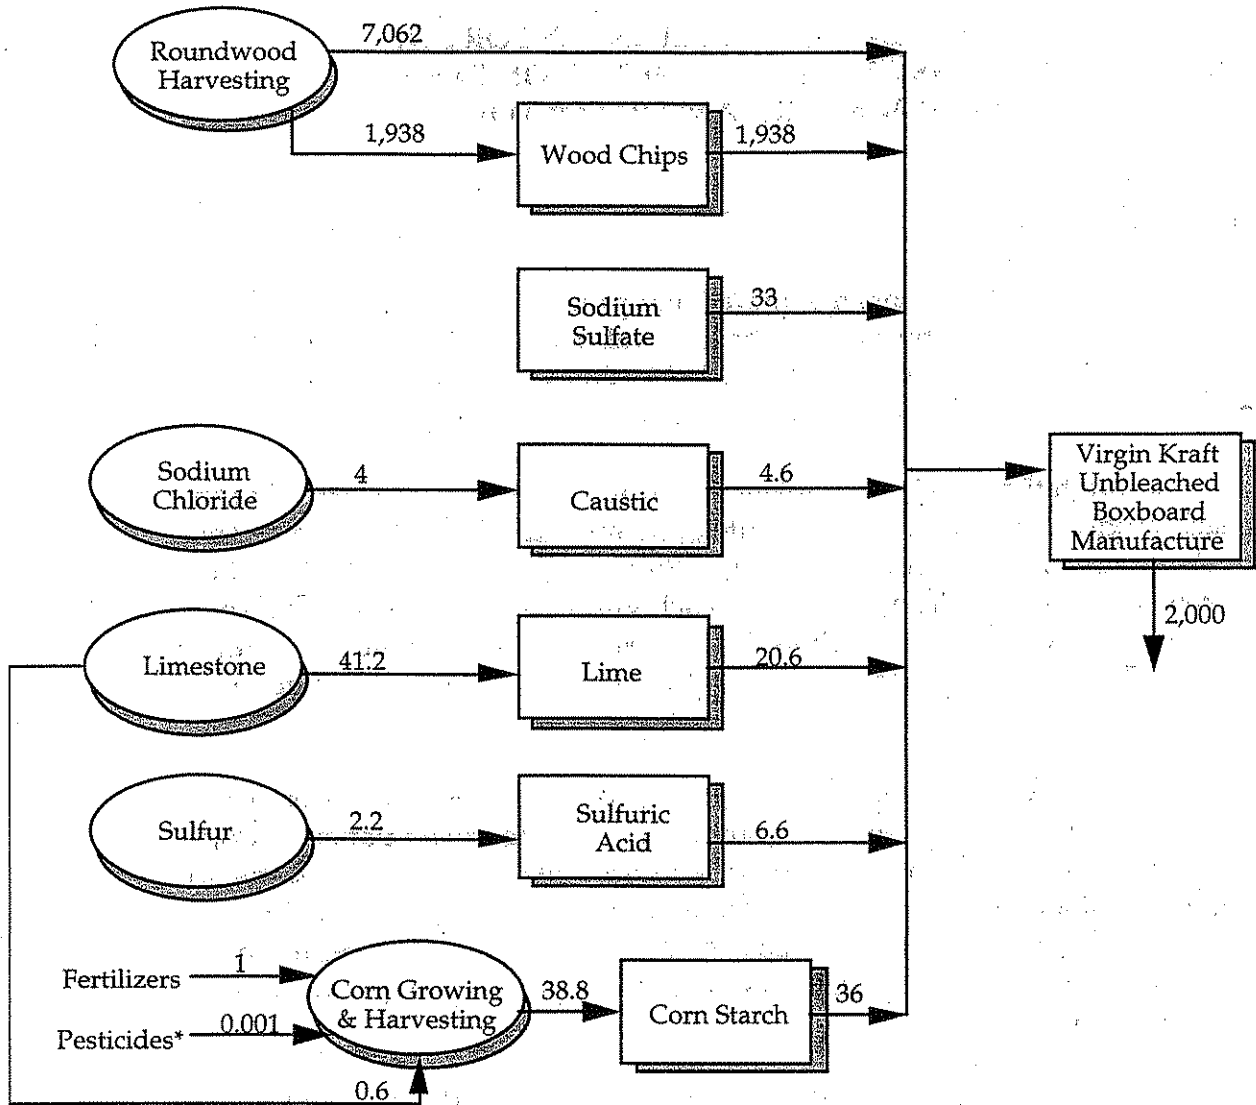 7,062
Roundwood
Harvesting
1,938
Wood Chips
1,938
Sodium
Sulfate
33
Sodium
Chloride
4
Caustic
4.6
Virgin Kraft
Unbleached
Boxboard
Manufacture
2,000
Limestone
41.2
Lime
20.6
Sulfur
2.2
Sulfuric
Acid
6.6
Fertilizers
1
Pesticides*
0.001
Corn Growing
& Harvesting
38.8
Corn Starch
36
0.6